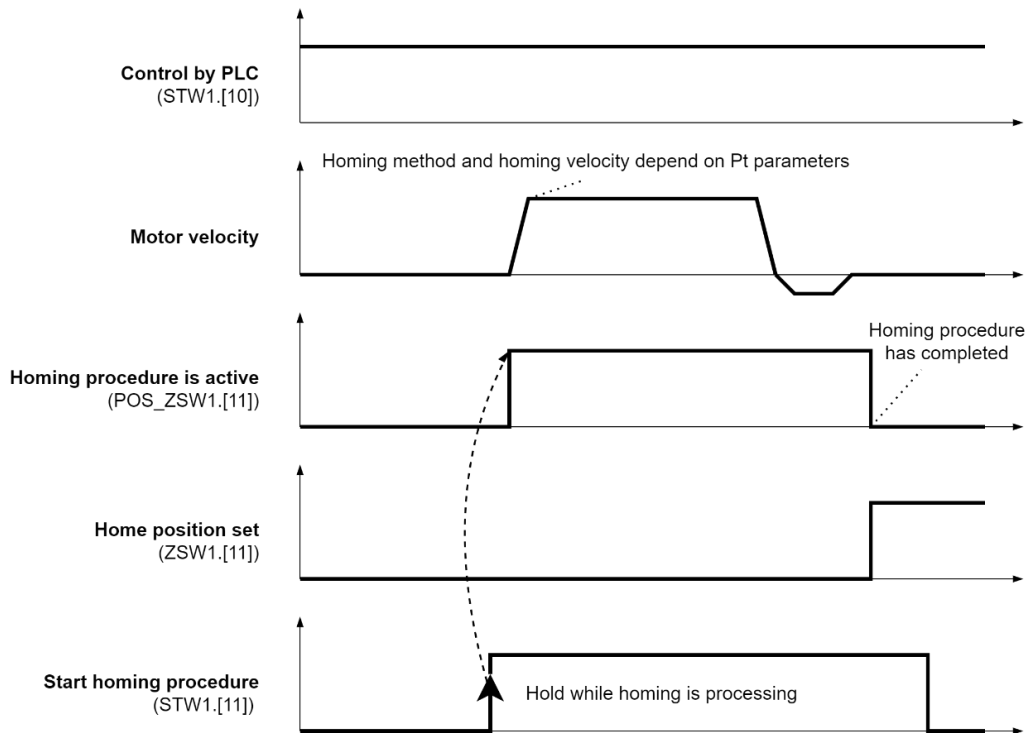 Control by PLC
(STW1.[10])
Homing method and homing velocity depend on Pt parameters
Motor velocity
Homing procedure
has completed
Homing procedure is active
(POS_ZSW1.[11])
Home position set
(ZSW1.[11])
Start homing procedure
(STW1.[11])
Hold while homing is processing